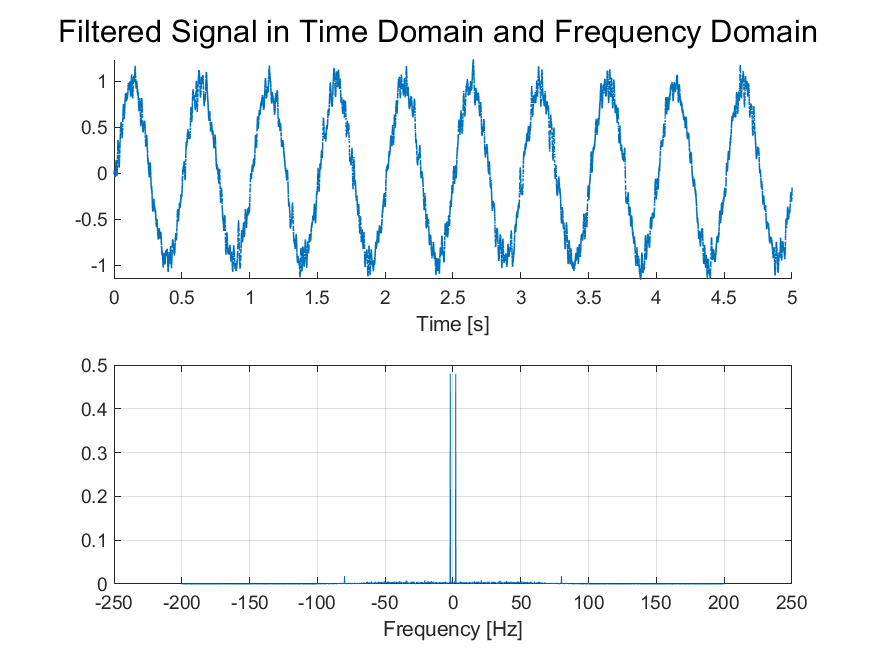 Filtered Signal in Time Domain and Frequency Domain
1
0.5
0
-0.5
-1
0 0.5 1 1.5 2 2.5 3 3.5 4 4.5 5
Time [s]
0.5
0.4
0.3
0.2
0.1
0
-250 -200 -150 -100 -50 0 50 100 150 200 250
Frequency [Hz]